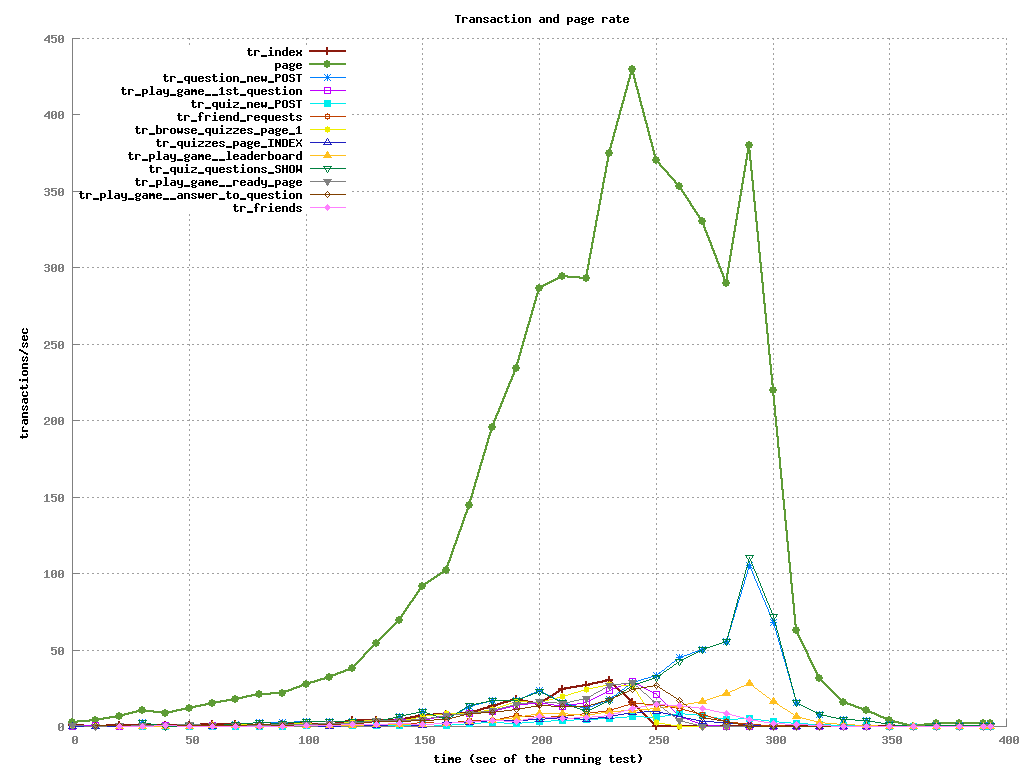 Transaction and page rate
450
400
350
300
250
200
150
100
50
0
transactions/sec
tr_index
page
tr_question_new_POST
tr_play_game__1st_question
tr_quiz_new_POST
tr_friend_requests
tr_browse_quizzes_page_1
tr_quizzes_page_INDEX
tr_play_game__leaderboard
tr_quiz_questions_SHOW
tr_play_game__ready_page
tr_play_game__answer_to_question
tr_friends
0 50 100 150 200 250 300 350 400
time (sec of the running test)